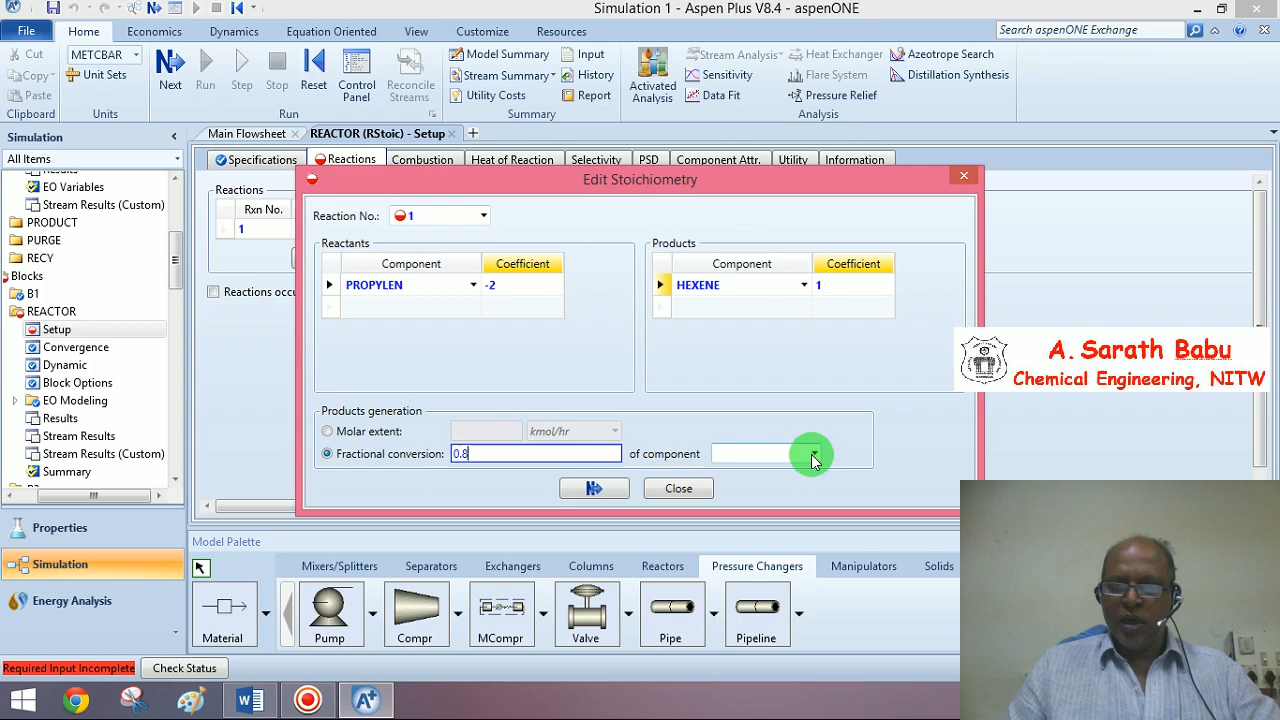 Simulation 1 - Aspen Plus V8.4 - aspenONE
File
Home
Economics
Dynamics
Equation Oriented
View
Customize
Resources
Search aspenONE Exchange
Cut
Copy
Paste
Clipboard
METCBAR
Unit Sets
Units
Next
Run
Step
Stop
Reset
Control Panel
Reconcile Streams
Run
Model Summary
Stream Summary
Utility Costs
Input
History
Report
Summary
Activated Analysis
Stream Analysis
Sensitivity
Data Fit
Heat Exchanger
Flare System
Pressure Relief
Azeotrope Search
Distillation Synthesis
Analysis
Simulation
All Items
Results
EO Variables
Stream Results (Custom)
PRODUCT
PURGE
RECY
Blocks
B1
REACTOR
Setup
Convergence
Dynamic
Block Options
EO Modeling
Results
Stream Results
Stream Results (Custom)
Summary
Properties
Simulation
Energy Analysis
Main Flowsheet
REACTOR (RStoic) - Setup
Specifications
Reactions
Combustion
Heat of Reaction
Selectivity
PSD
Component Attr.
Utility
Information
Reactions
Rxn No.
1
Reactions occu
Edit Stoichiometry
Reaction No.:
1
Reactants
Component Coefficient
PROPYLEN -2
Products
Component Coefficient
HEXENE 1
Products generation
Molar extent: kmol/hr
Fractional conversion: 0.8 of component
Close
A. Sarath Babu
Chemical Engineering, NITW
Model Palette
Mixers/Splitters
Separators
Exchangers
Columns
Reactors
Pressure Changers
Manipulators
Solids
Material
Pump
Compr
MCompr
Valve
Pipe
Pipeline
Required Input Incomplete
Check Status